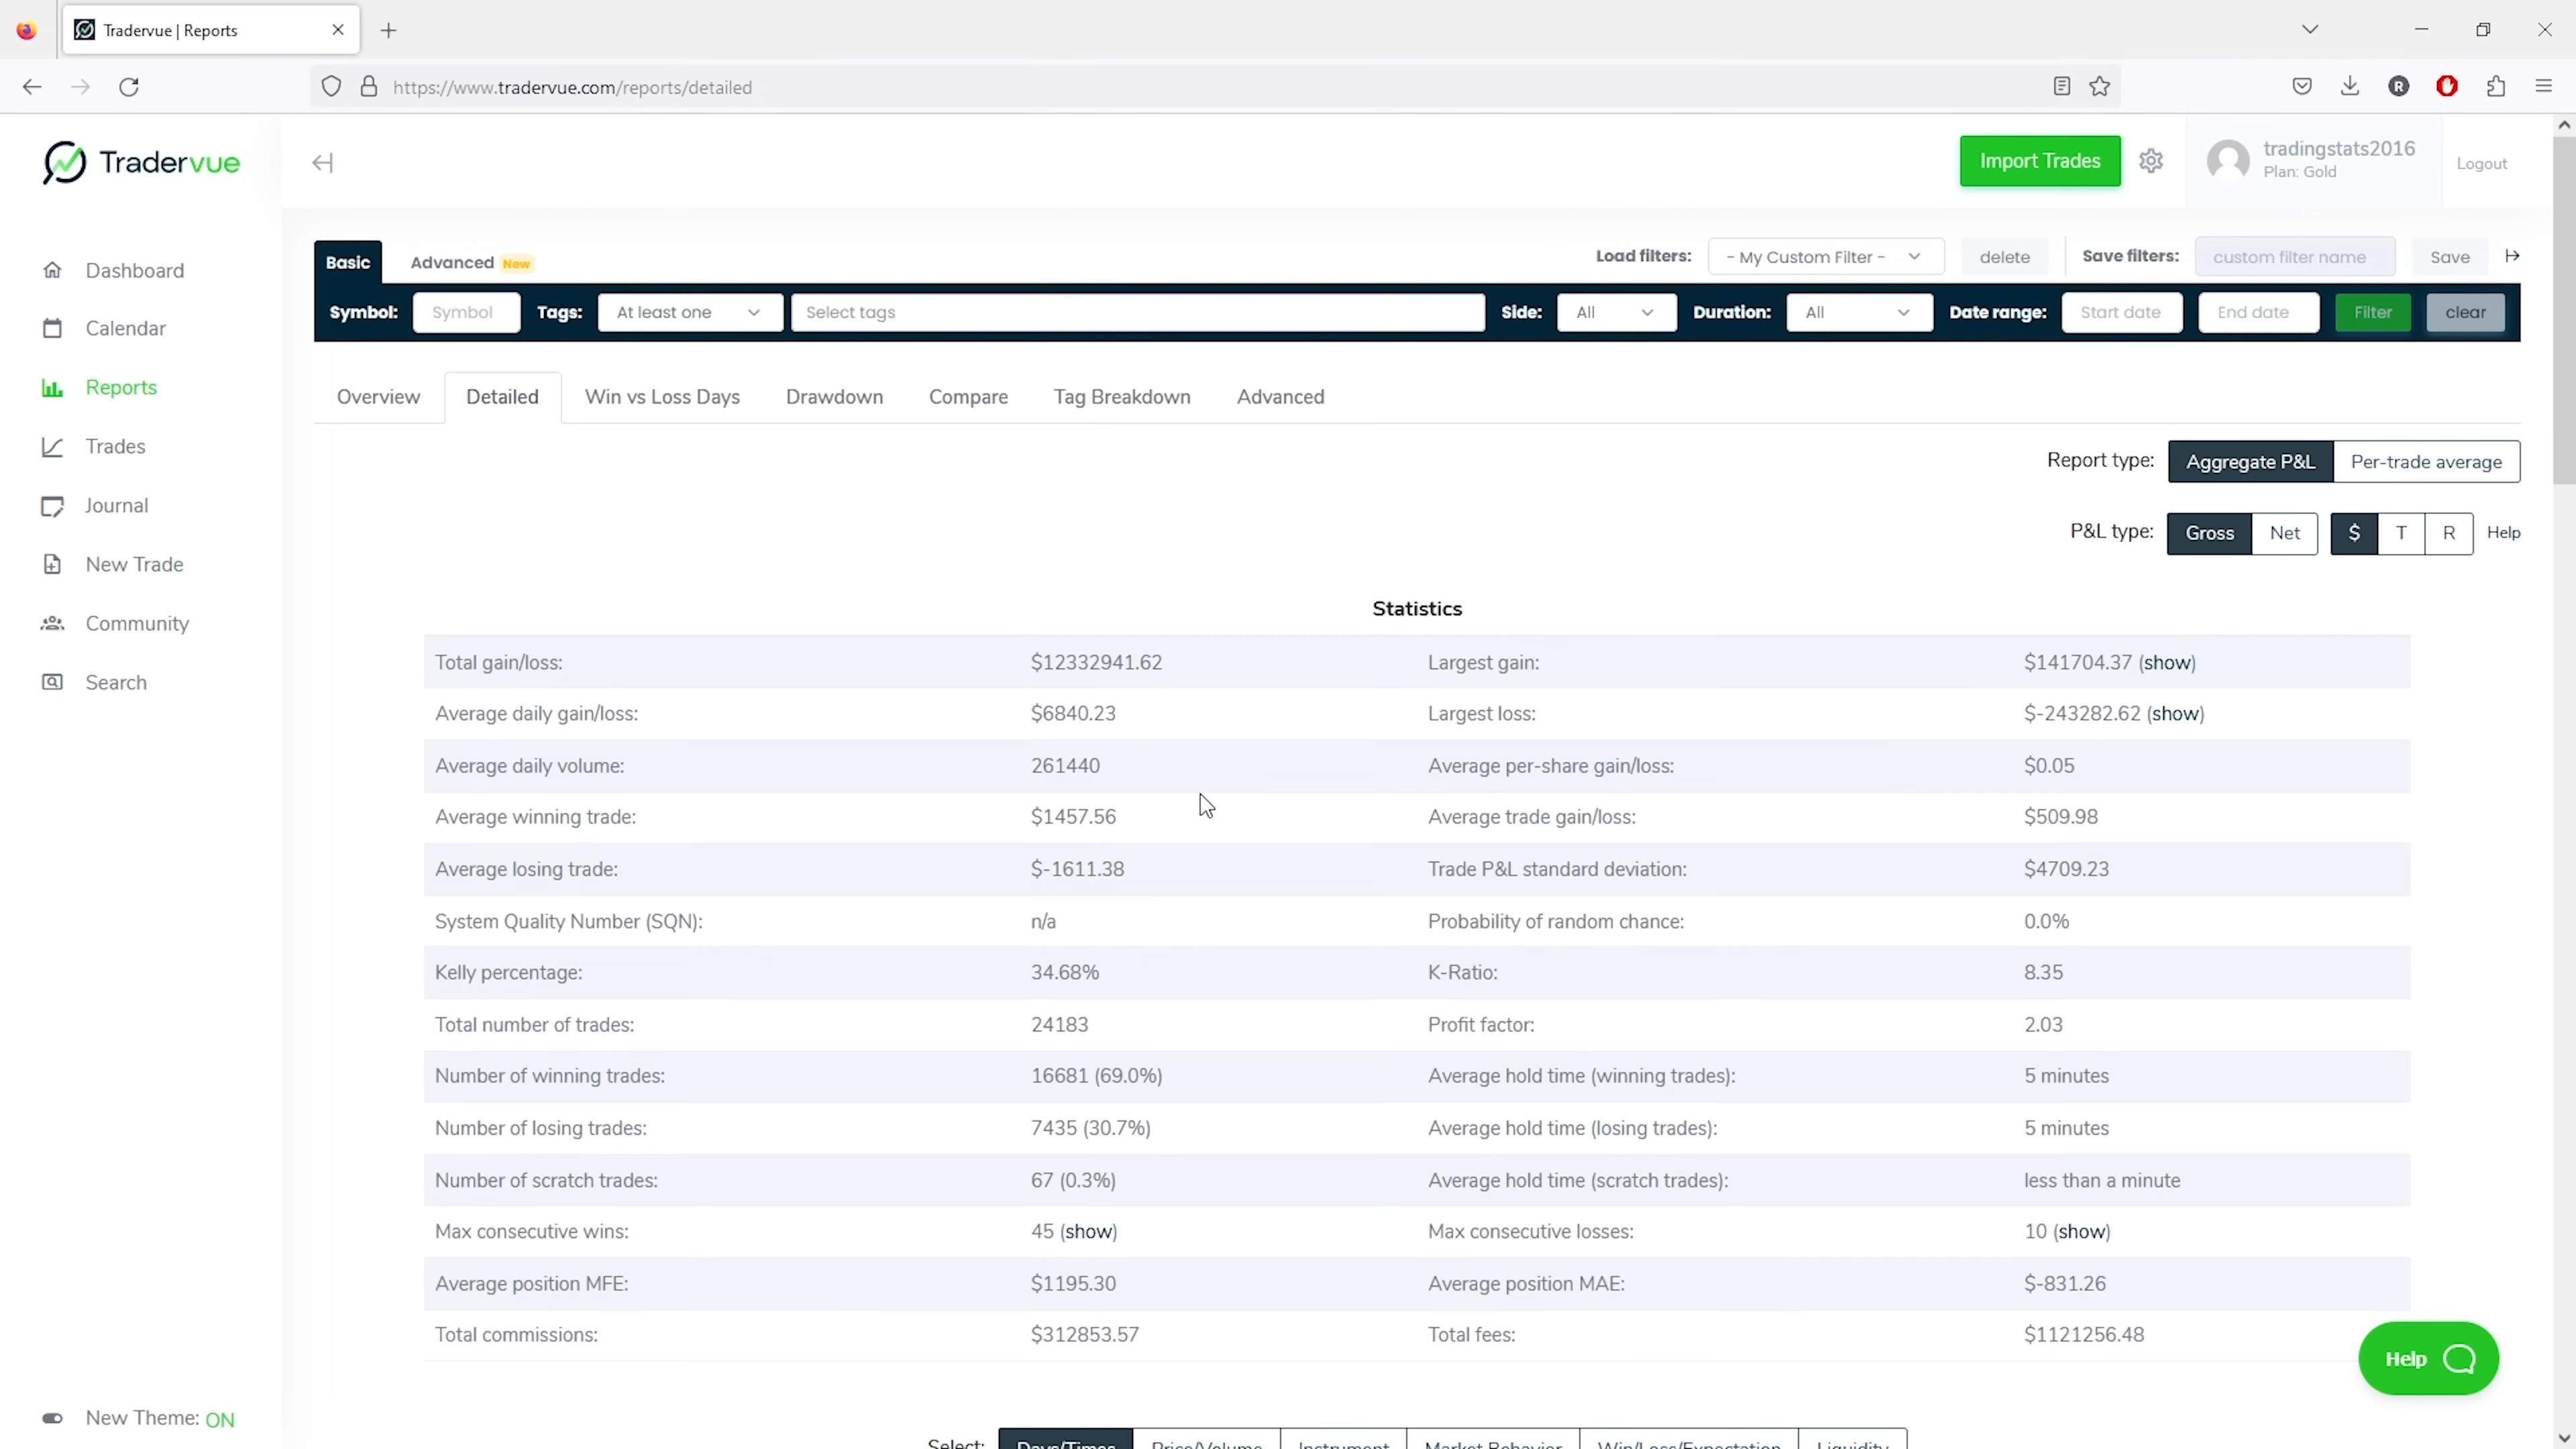 Tradervue | Reports
https://www.tradervue.com/reports/detailed
Tradervue
Import Trades
tradingstats2016
Plan: Gold
Logout
Dashboard
Calendar
Reports
Trades
Journal
New Trade
Community
Search
New Theme: ON
Basic
Advanced New
Load filters: - My Custom Filter - delete
Save filters: custom filter name Save
Symbol: Symbol Tags: At least one Select tags Side: All Duration: All Date range: Start date End date Filter clear
Overview Detailed Win vs Loss Days Drawdown Compare Tag Breakdown Advanced
Report type: Aggregate P&L Per-trade average
P&L type: Gross Net $ T R Help
Statistics
Total gain/loss: $12332941.62 Largest gain: $141704.37 (show)
Average daily gain/loss: $6840.23 Largest loss: $-243282.62 (show)
Average daily volume: 261440 Average per-share gain/loss: $0.05
Average winning trade: $1457.56 Average trade gain/loss: $509.98
Average losing trade: $-1611.38 Trade P&L standard deviation: $4709.23
System Quality Number (SQN): n/a Probability of random chance: 0.0%
Kelly percentage: 34.68% K-Ratio: 8.35
Total number of trades: 24183 Profit factor: 2.03
Number of winning trades: 16681 (69.0%) Average hold time (winning trades): 5 minutes
Number of losing trades: 7435 (30.7%) Average hold time (losing trades): 5 minutes
Number of scratch trades: 67 (0.3%) Average hold time (scratch trades): less than a minute
Max consecutive wins: 45 (show) Max consecutive losses: 10 (show)
Average position MFE: $1195.30 Average position MAE: $-831.26
Total commissions: $312853.57 Total fees: $1121256.48
Help
Select: Days/Times Price/Volume Instrument Market Behavior Win/Loss/Expectation Liquidity